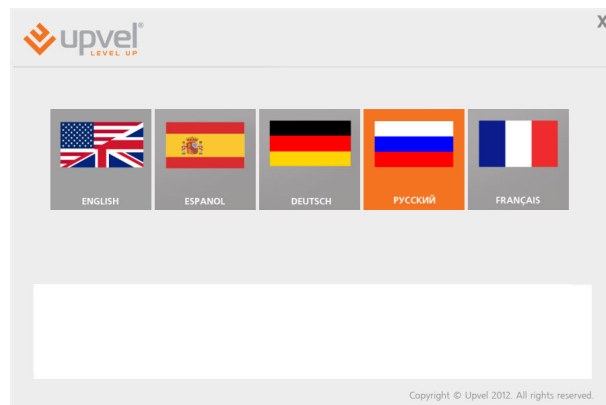 X
upvel®
LEVEL UP
ENGLISH
ESPANOL
DEUTSCH
РУССКИЙ
FRANÇAIS
Copyright © Upvel 2012. All rights reserved.